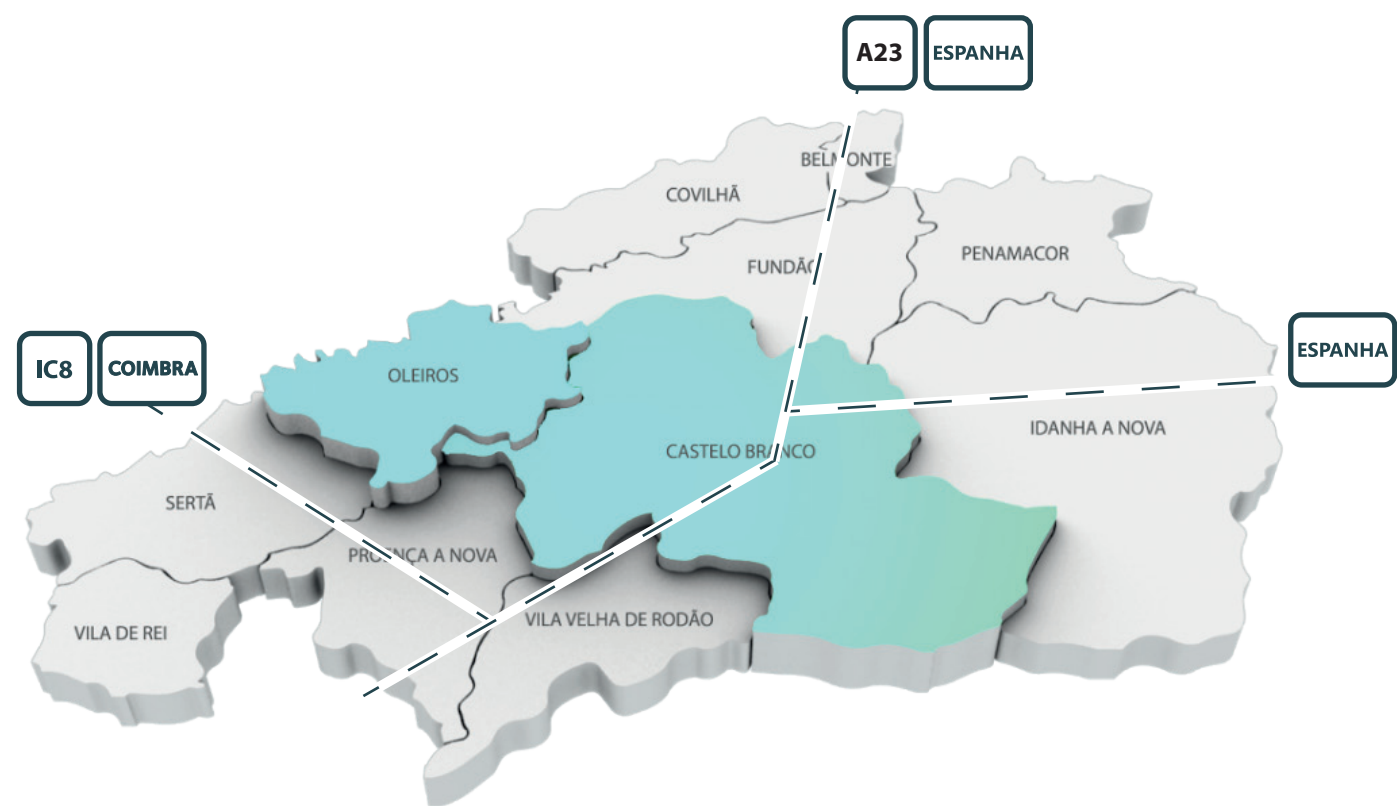 A23 ESPANHA
BELMONTE
COVILHÃ
PENAMACOR
FUNDÃO
IC8 COIMBRA
ESPANHA
OLEIROS
IDANHA A NOVA
CASTELO BRANCO
SERTÃ
PROENÇA A NOVA
VILA VELHA DE RODÃO
VILA DE REI